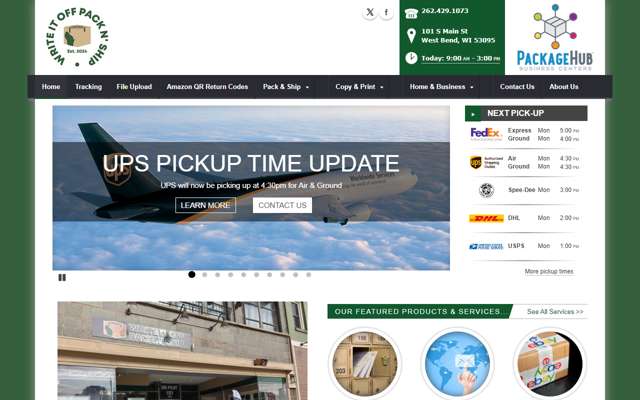 WRITE IT OFF PACK N' SHIP
Est. 2024
262.429.1073
101 S Main St
West Bend, WI 53095
Today: 9:00 AM - 3:00 PM
PACKAGEHUB
BUSINESS CENTERS
Home
Tracking
File Upload
Amazon QR Return Codes
Pack & Ship
Copy & Print
Home & Business
Contact Us
About Us
UPS PICKUP TIME UPDATE
UPS will now be picking up at 4:30pm for Air & Ground
LEARN MORE
CONTACT US
NEXT PICK-UP
FedEx Express Mon 5:00 PM
Ground Mon 4:00 PM
ups Air Mon 4:30 PM
Ground Mon 4:30 PM
Spee-Dee Mon 3:00 PM
DHL DHL Mon 2:00 PM
USPS Mon 1:00 PM
More pickup times
OUR FEATURED PRODUCTS & SERVICES...
See All Services >>
ebay